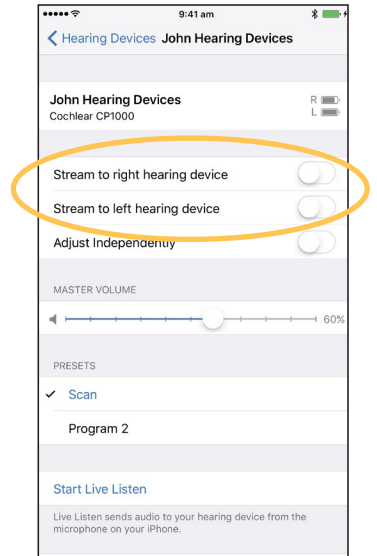 9:41 am
Hearing Devices John Hearing Devices
John Hearing Devices R
Cochlear CP1000 L
Stream to right hearing device
Stream to left hearing device
Adjust Independently
MASTER VOLUME
60%
PRESETS
Scan
Program 2
Start Live Listen
Live Listen sends audio to your hearing device from the
microphone on your iPhone.